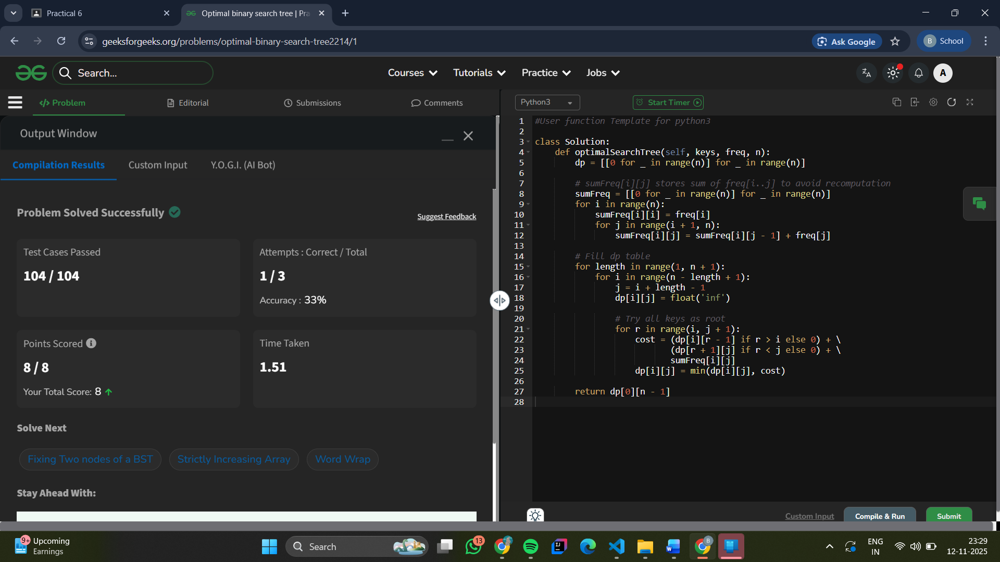 Practical 6
Optimal binary search tree | Pra
geeksforgeeks.org/problems/optimal-binary-search-tree2214/1
Ask Google
B School
Search...
Courses
Tutorials
Practice
Jobs
A
</> Problem
Editorial
Submissions
Comments
Python3
Start Timer
Output Window
Compilation Results
Custom Input
Y.O.G.I. (AI Bot)
Problem Solved Successfully
Suggest Feedback
Test Cases Passed
104 / 104
Attempts : Correct / Total
1 / 3
Accuracy : 33%
Points Scored
8 / 8
Your Total Score: 8
Time Taken
1.51
Solve Next
Fixing Two nodes of a BST
Strictly Increasing Array
Word Wrap
Stay Ahead With:
1 #User function Template for python3
2
3 class Solution:
4     def optimalSearchTree(self, keys, freq, n):
5         dp = [[0 for _ in range(n)] for _ in range(n)]
6
7         # sumFreq[i][j] stores sum of freq[i..j] to avoid recomputation
8         sumFreq = [[0 for _ in range(n)] for _ in range(n)]
9         for i in range(n):
10             sumFreq[i][i] = freq[i]
11             for j in range(i + 1, n):
12                 sumFreq[i][j] = sumFreq[i][j - 1] + freq[j]
13
14         # Fill dp table
15         for length in range(1, n + 1):
16             for i in range(n - length + 1):
17                 j = i + length - 1
18                 dp[i][j] = float('inf')
19
20                 # Try all keys as root
21                 for r in range(i, j + 1):
22                     cost = (dp[i][r - 1] if r > i else 0) + \
23                            (dp[r + 1][j] if r < j else 0) + \
24                            sumFreq[i][j]
25                     dp[i][j] = min(dp[i][j], cost)
26
27         return dp[0][n - 1]
28
Custom Input
Compile & Run
Submit
9+
Upcoming
Earnings
Search
13
B
ENG
IN
23:29
12-11-2025